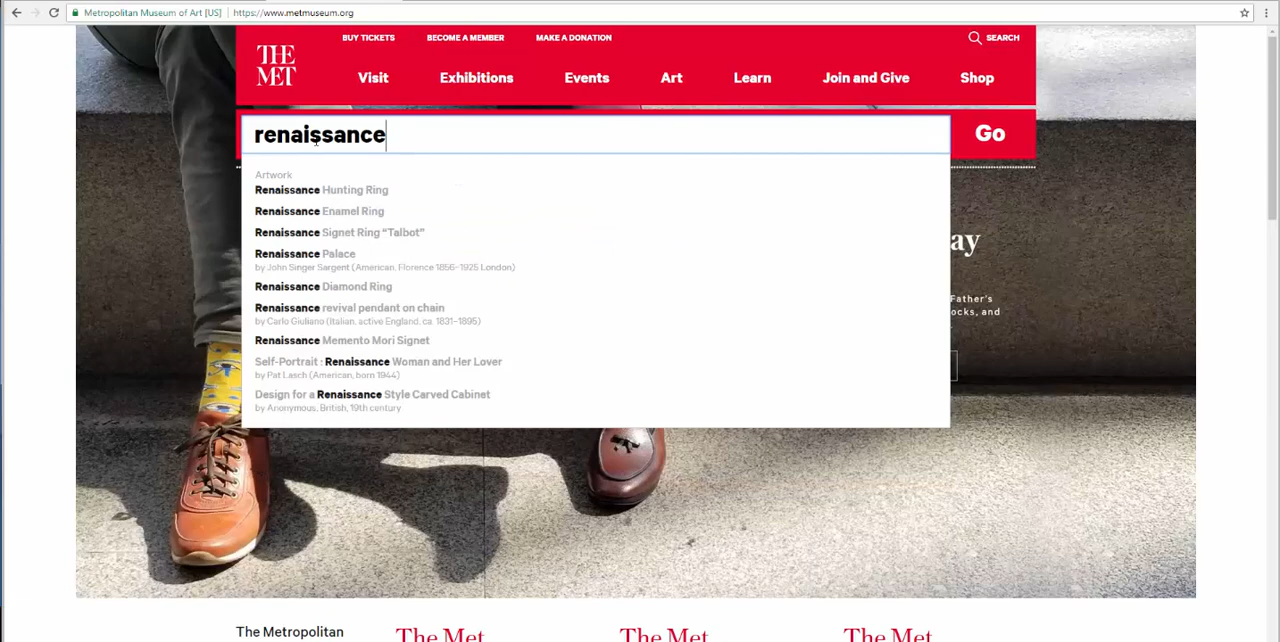 Metropolitan Museum of Art [US] https://www.metmuseum.org
BUY TICKETS BECOME A MEMBER MAKE A DONATION SEARCH
THE MET
Visit Exhibitions Events Art Learn Join and Give Shop
renaissance Go
Artwork
Renaissance Hunting Ring
Renaissance Enamel Ring
Renaissance Signet Ring “Talbot”
Renaissance Palace
by John Singer Sargent (American, Florence 1856–1925 London)
Renaissance Diamond Ring
Renaissance revival pendant on chain
by Carlo Giuliano (Italian, active England, ca. 1831–1895)
Renaissance Memento Mori Signet
Self-Portrait : Renaissance Woman and Her Lover
by Pat Lasch (American, born 1944)
Design for a Renaissance Style Carved Cabinet
by Anonymous, British, 19th century
ay
Father's
ocks, and
The Metropolitan The Met The Met The Met